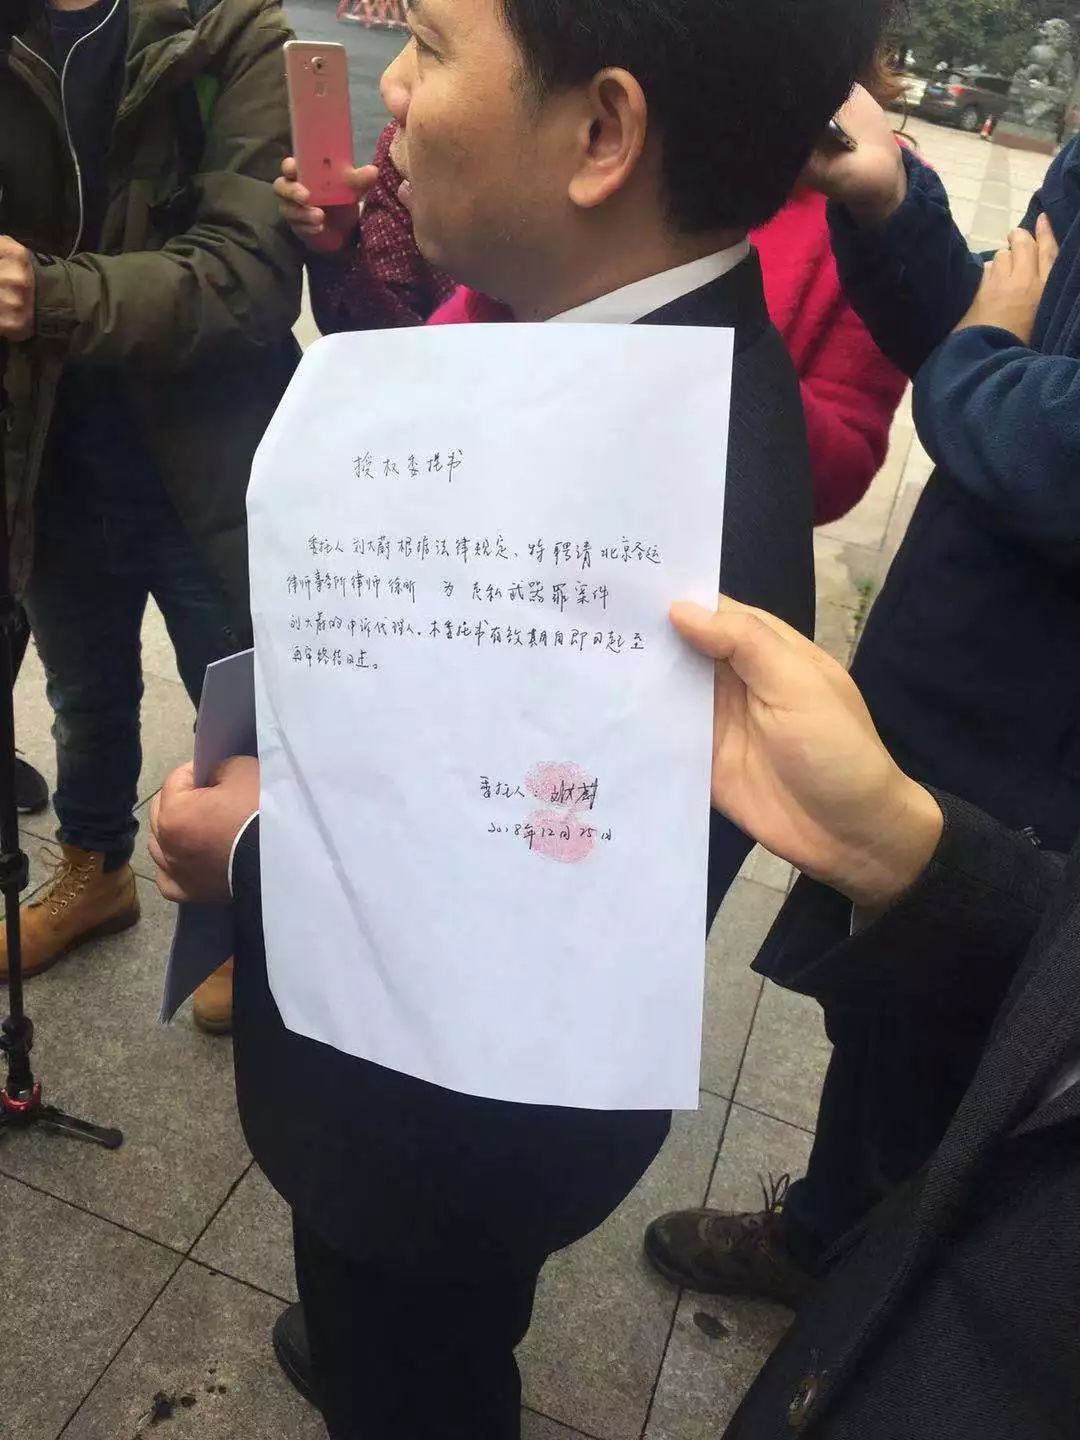 授权委托书
委托人刘大蔚根据法律规定、特聘请北京圣运
律师事务所律师徐昕 为 走私武器罪案件
刘大蔚的申诉代理人。本委托书有效期自即日起至
再审终结日止。
委托人：刘大蔚
2018年12月25日